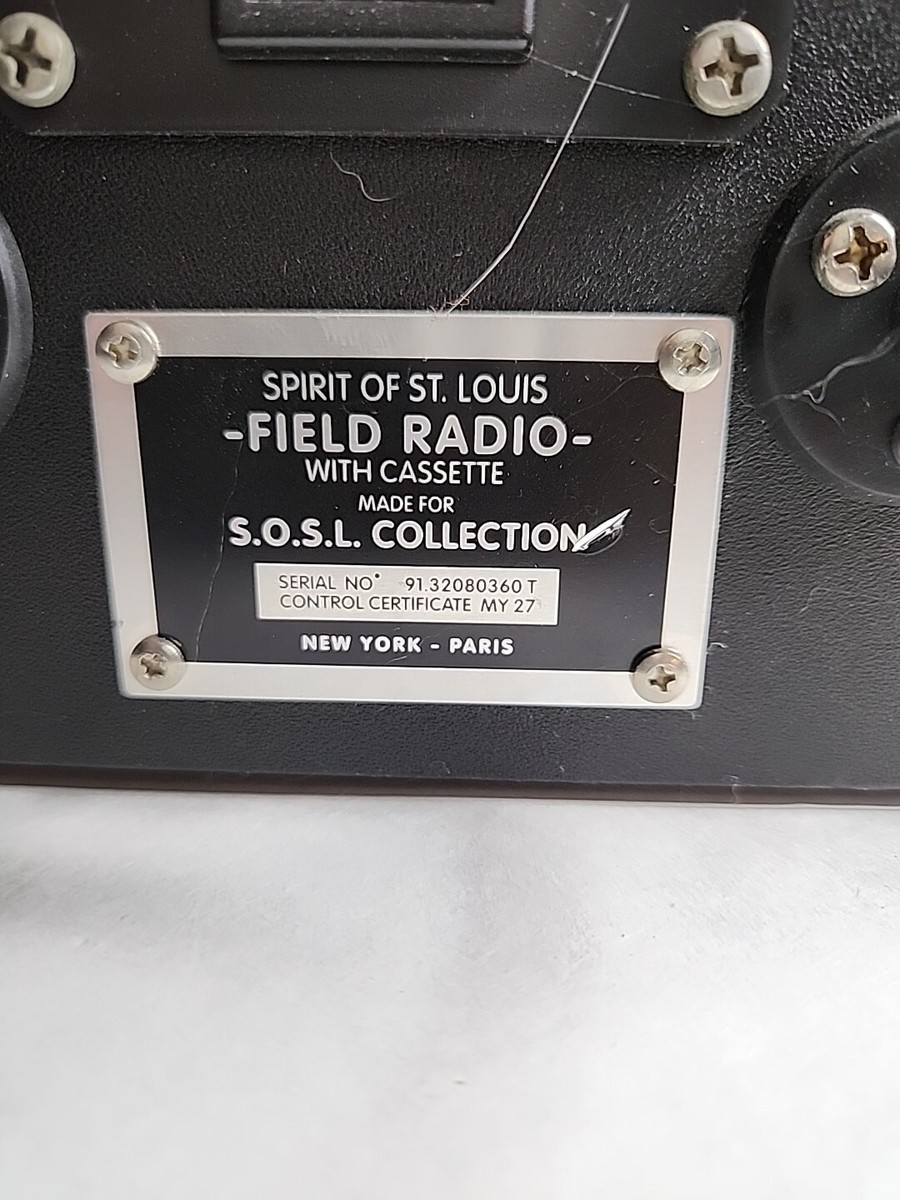 SPIRIT OF ST. LOUIS
-FIELD RADIO-
WITH CASSETTE
MADE FOR
S.O.S.L. COLLECTION
SERIAL NO• 91.32080360 T
CONTROL CERTIFICATE MY 27
NEW YORK - PARIS